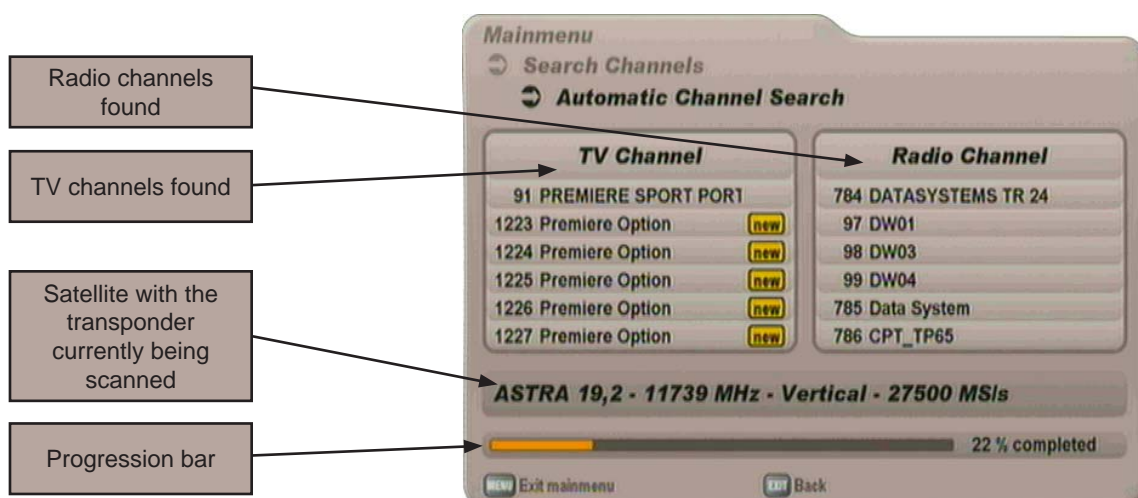 Radio channels
found
TV channels found
Satellite with the
transponder
currently being
scanned
Progression bar
Mainmenu
Search Channels
Automatic Channel Search
TV Channel
91 PREMIERE SPORT PORT
1223 Premiere Option new
1224 Premiere Option new
1225 Premiere Option new
1226 Premiere Option new
1227 Premiere Option new
Radio Channel
784 DATASYSTEMS TR 24
97 DW01
98 DW03
99 DW04
785 Data System
786 CPT_TP65
ASTRA 19,2 - 11739 MHz - Vertical - 27500 MS/s
22 % completed
MENU Exit mainmenu
EXIT Back